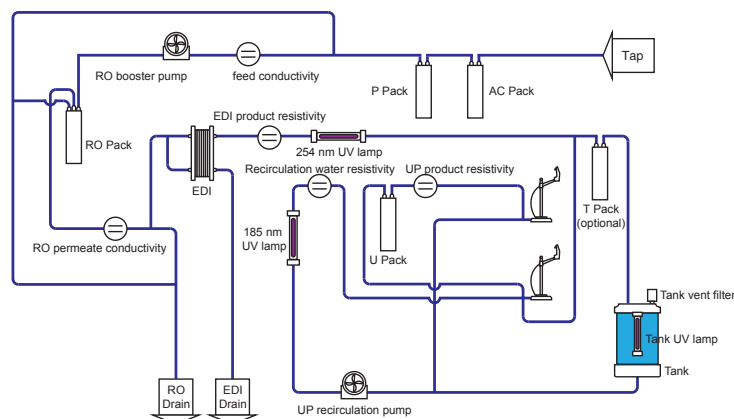 Tap
RO booster pump
feed conductivity
P Pack
AC Pack
EDI product resistivity
RO Pack
254 nm UV lamp
EDI
Recirculation water resistivity
UP product resistivity
T Pack
(optional)
185 nm
UV lamp
RO permeate conductivity
U Pack
Tank vent filter
Tank UV lamp
Tank
RO
Drain
EDI
Drain
UP recirculation pump